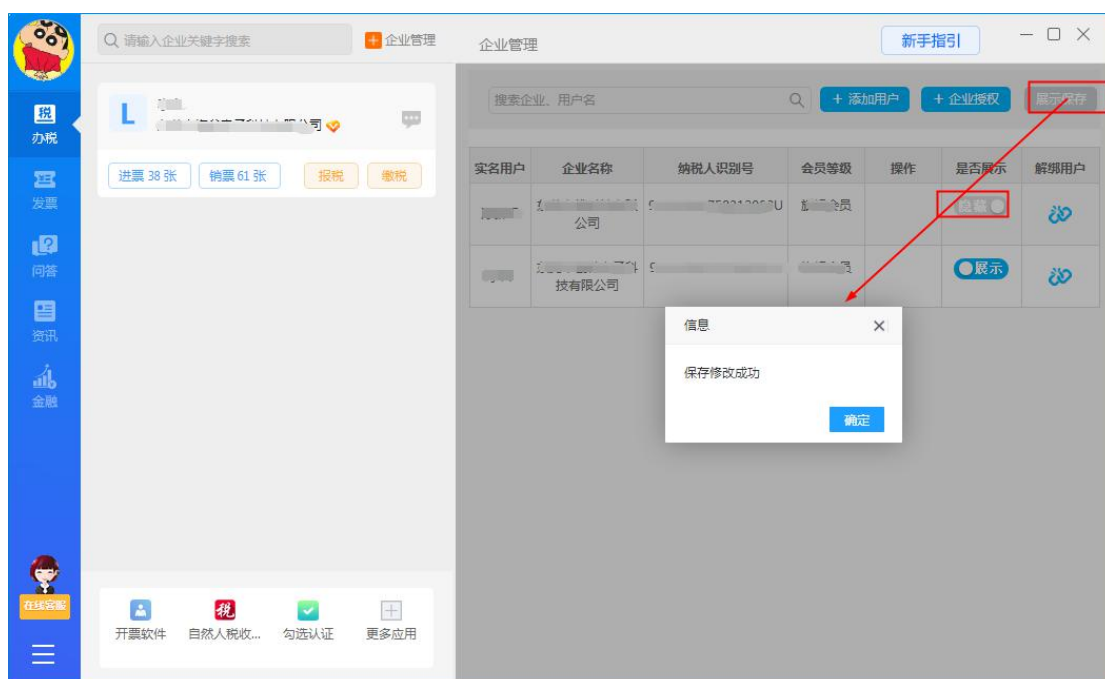 请输入企业关键字搜索
企业管理
企业管理
新手指引
税
办税
发票
问答
资讯
金融
在线客服
L
司
进票 38 张
销票 61 张
报税
缴税
开票软件
税
自然人税收...
勾选认证
更多应用
搜索企业、用户名
+ 添加用户
+ 企业授权
展示保存
实名用户
企业名称
纳税人识别号
会员等级
操作
是否展示
解绑用户
公司
会员
隐藏
技有限公司
展示
信息
保存修改成功
确定